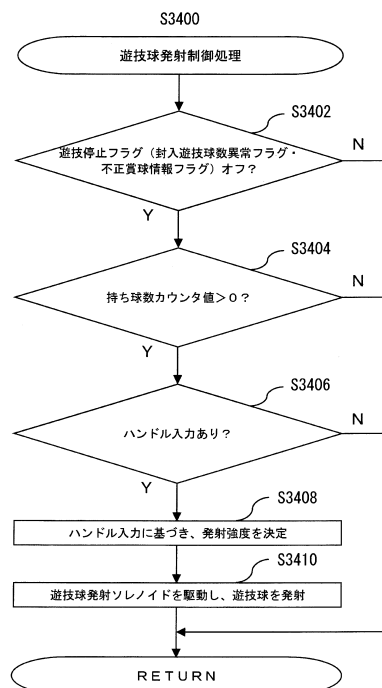 S3400
遊技球発射制御処理
S3402
遊技停止フラグ（封入遊技球数異常フラグ・
不正賞球情報フラグ）オフ？
N
Y
S3404
持ち球数カウンタ値＞０？
N
Y
S3406
ハンドル入力あり？
N
Y
S3408
ハンドル入力に基づき、発射強度を決定
S3410
遊技球発射ソレノイドを駆動し、遊技球を発射
RETURN